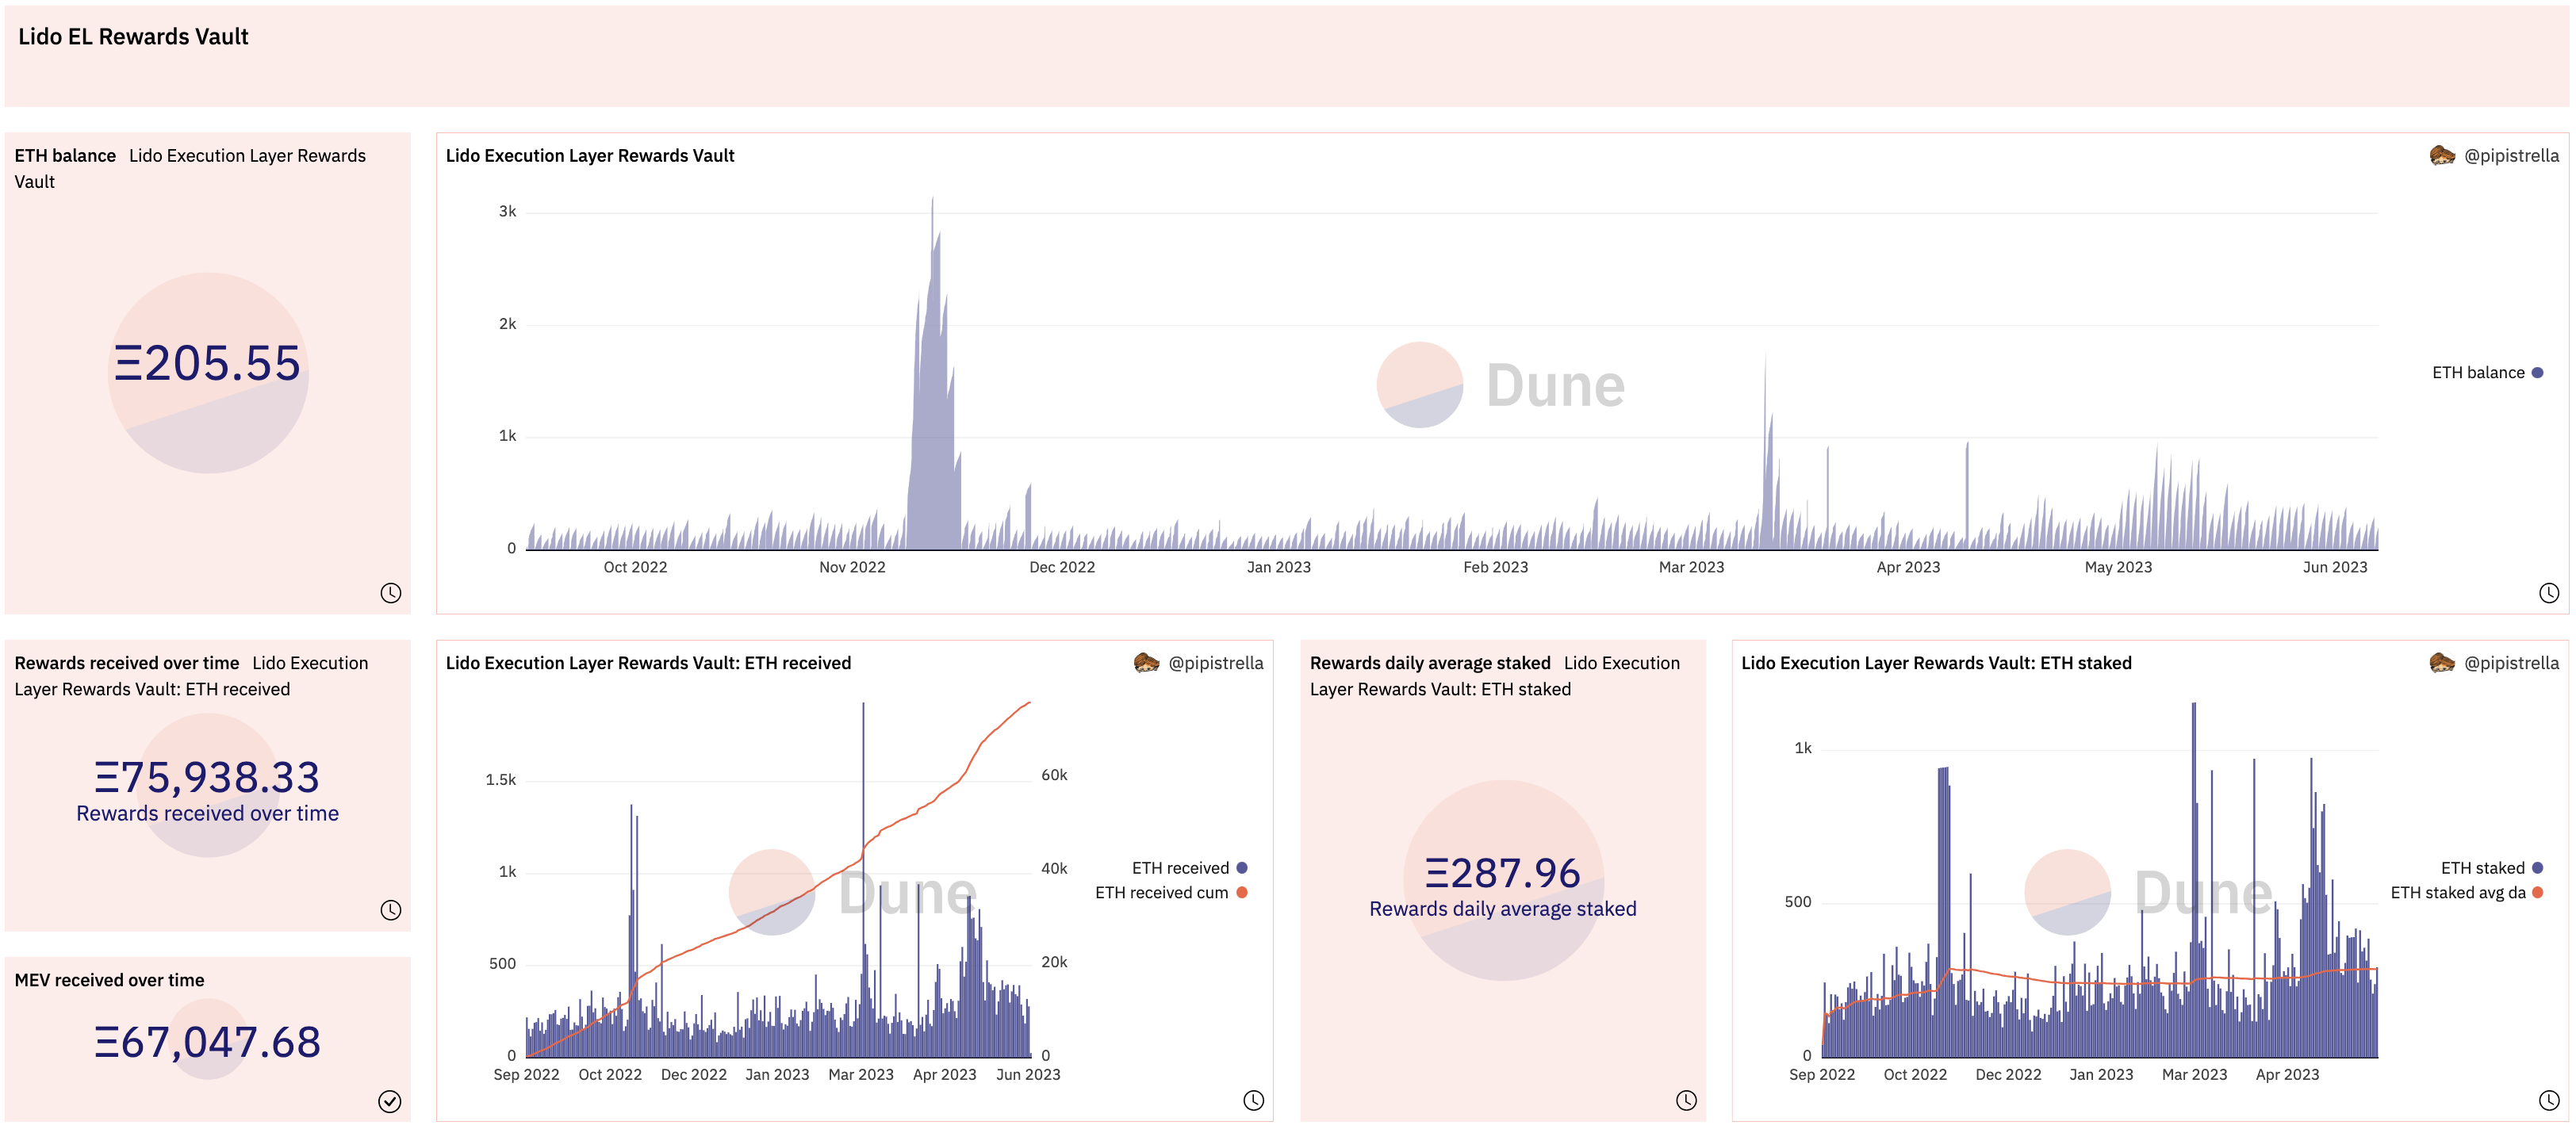 Lido EL Rewards Vault
ETH balance Lido Execution Layer Rewards
Vault
Ξ205.55
Lido Execution Layer Rewards Vault
@pipistrella
3k
2k
1k
0
Dune
ETH balance
Oct 2022 Nov 2022 Dec 2022 Jan 2023 Feb 2023 Mar 2023 Apr 2023 May 2023 Jun 2023
Rewards received over time Lido Execution
Layer Rewards Vault: ETH received
Ξ75,938.33
Rewards received over time
MEV received over time
Ξ67,047.68
Lido Execution Layer Rewards Vault: ETH received
@pipistrella
1.5k
1k
500
0
60k
40k
20k
0
Dune
ETH received
ETH received cum
Sep 2022 Oct 2022 Dec 2022 Jan 2023 Mar 2023 Apr 2023 Jun 2023
Rewards daily average staked Lido Execution
Layer Rewards Vault: ETH staked
Ξ287.96
Rewards daily average staked
Lido Execution Layer Rewards Vault: ETH staked
@pipistrella
1k
500
0
Dune
ETH staked
ETH staked avg da
Sep 2022 Oct 2022 Dec 2022 Jan 2023 Mar 2023 Apr 2023